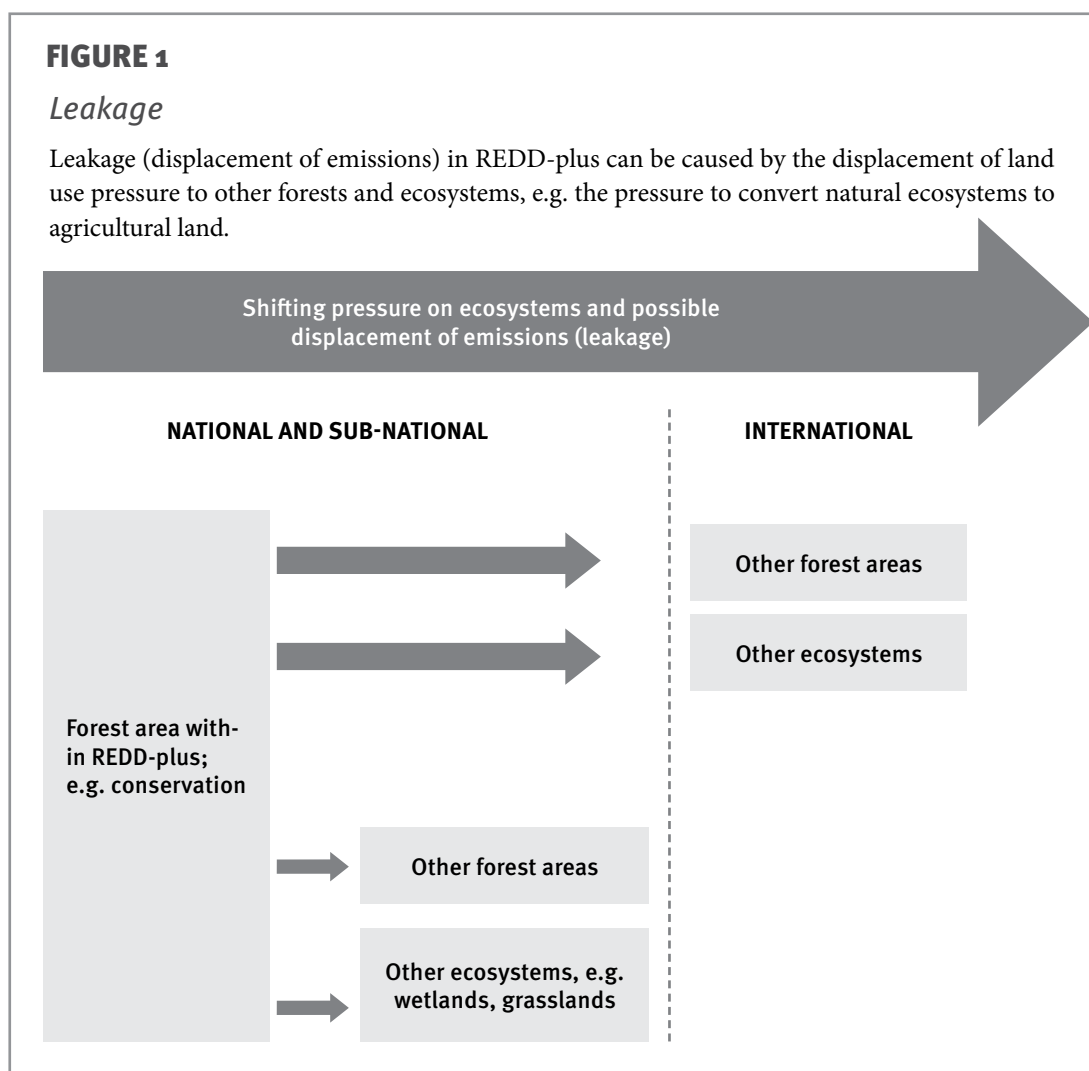 FIGURE 1
Leakage
Leakage (displacement of emissions) in REDD-plus can be caused by the displacement of land
use pressure to other forests and ecosystems, e.g. the pressure to convert natural ecosystems to
agricultural land.
Shifting pressure on ecosystems and possible
displacement of emissions (leakage)
NATIONAL AND SUB-NATIONAL
INTERNATIONAL
Other forest areas
Other ecosystems
Forest area with-
in REDD-plus;
e.g. conservation
Other forest areas
Other ecosystems, e.g.
wetlands, grasslands